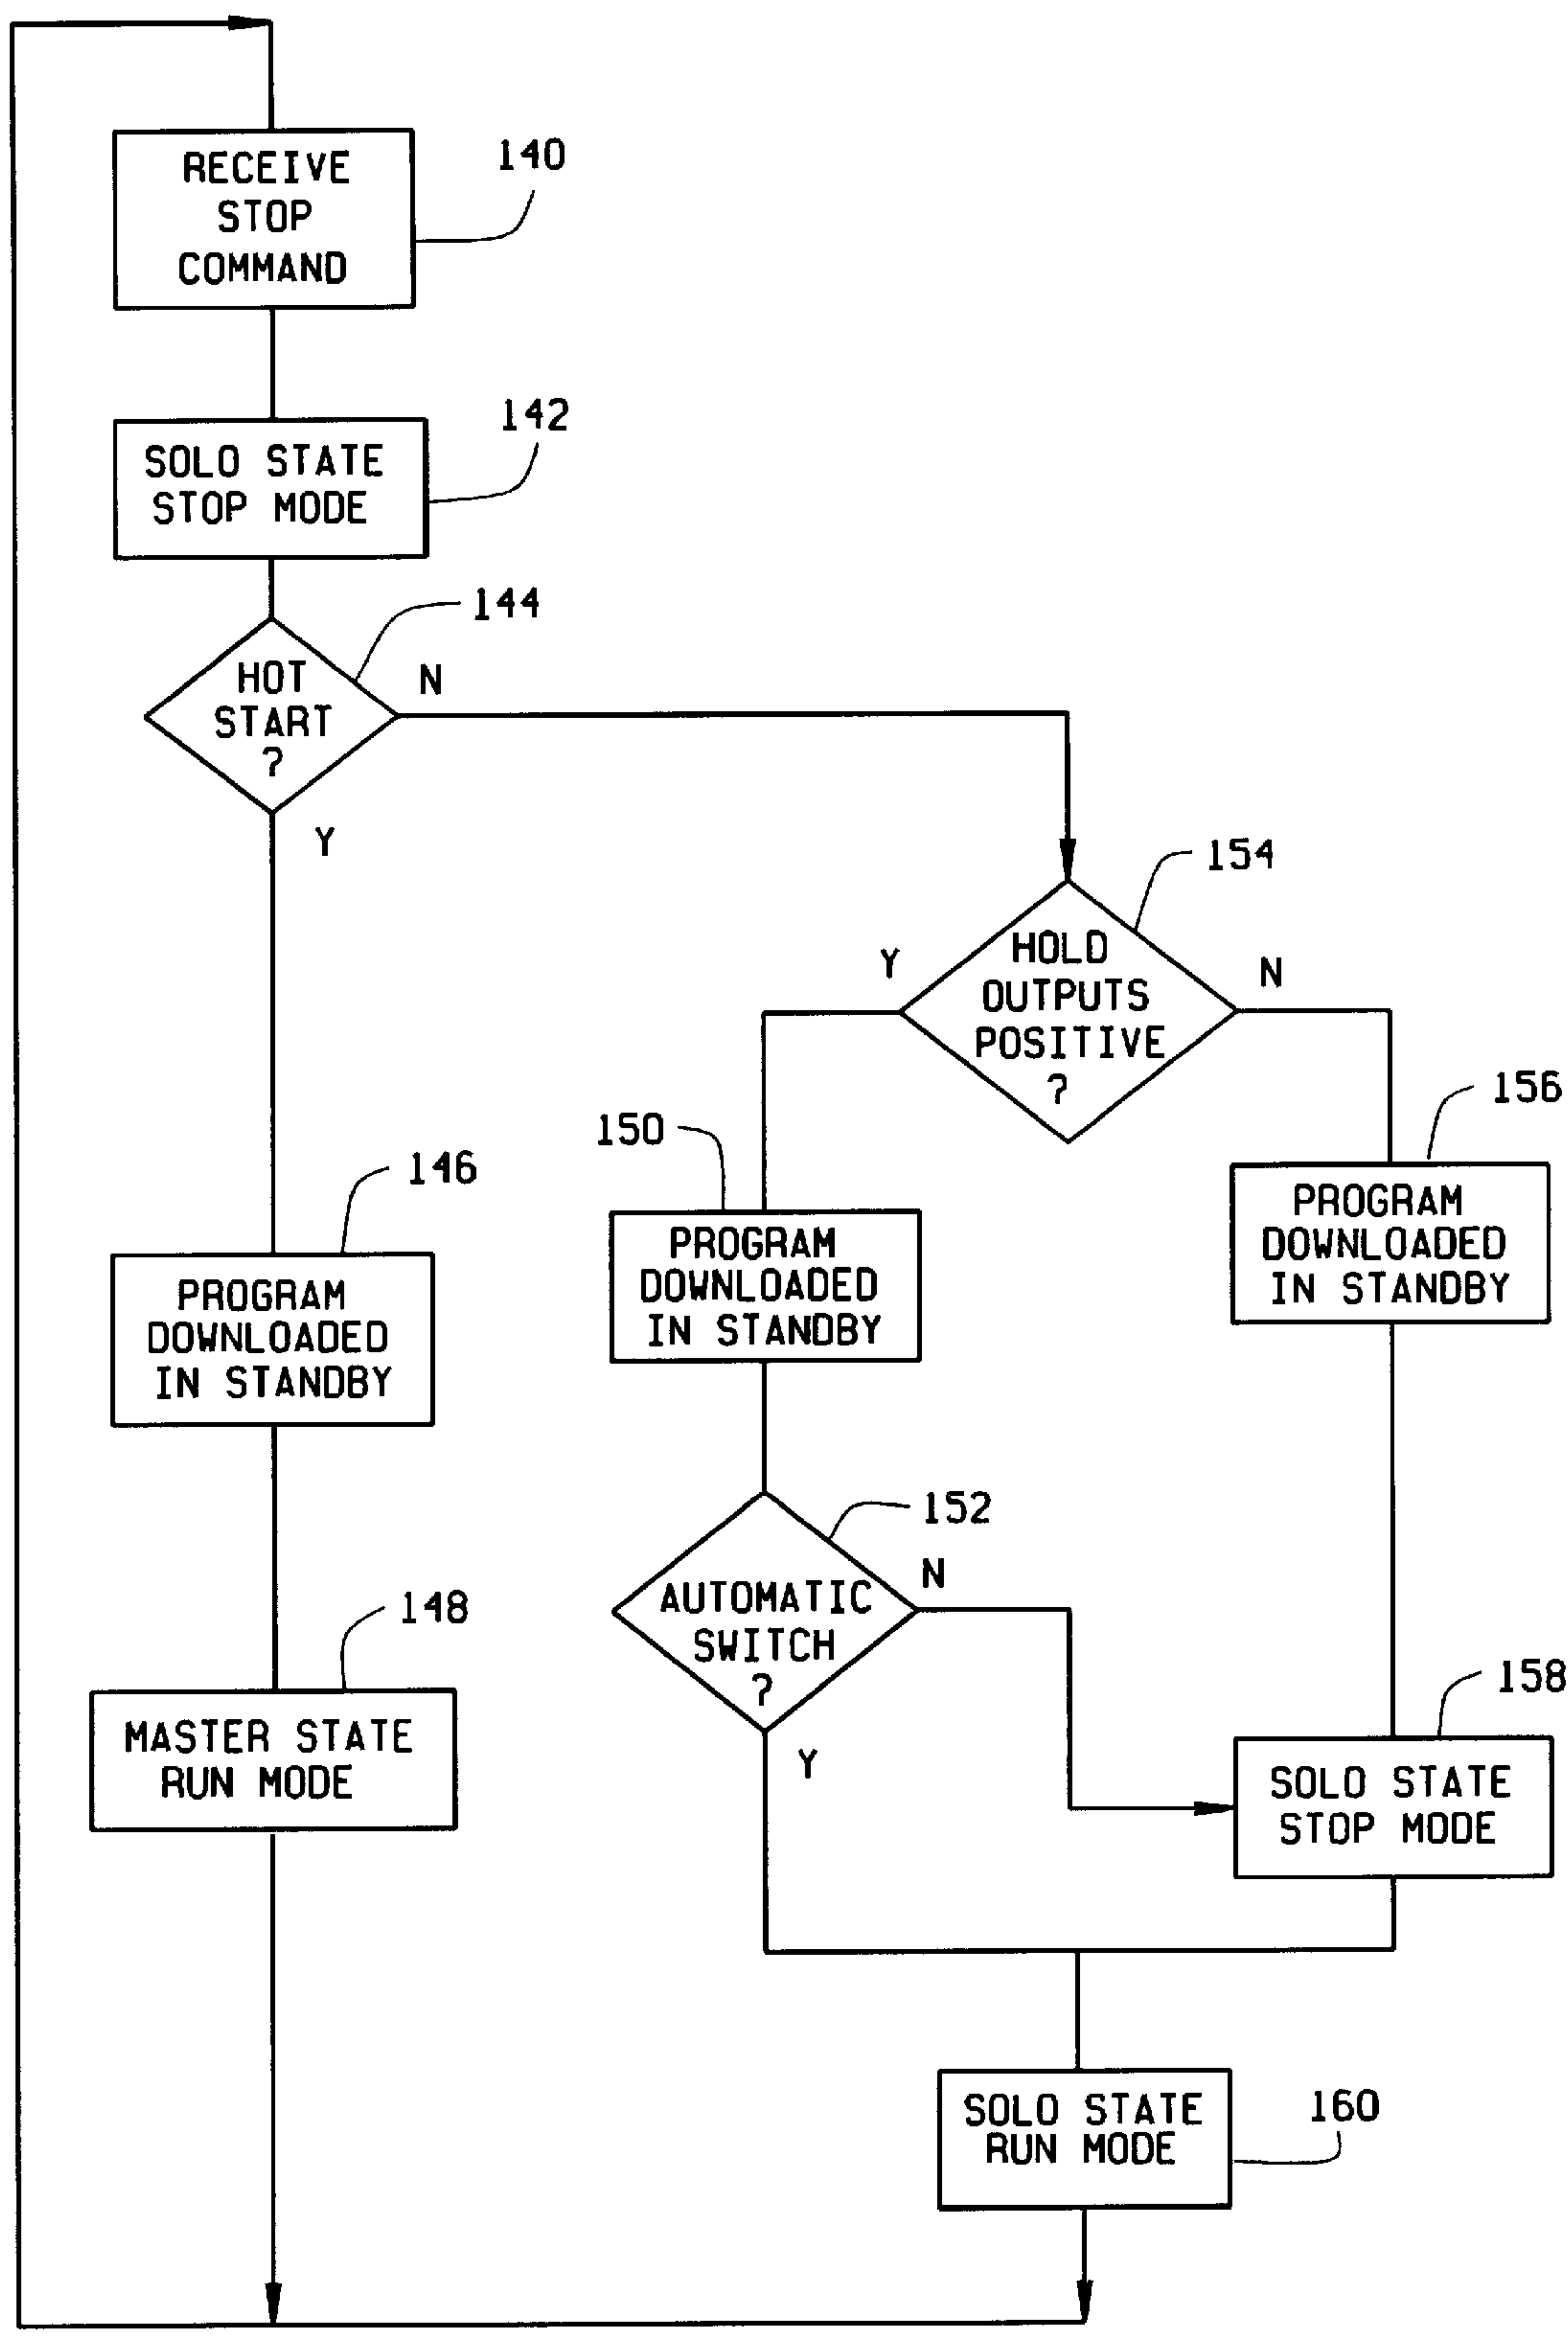 RECEIVE
STOP
COMMAND
140
SOLO STATE
STOP MODE
142
144
HOT
START
?
N
Y
154
HOLD
OUTPUTS
POSITIVE
?
Y
N
150
156
PROGRAM
DOWNLOADED
IN STANDBY
146
PROGRAM
DOWNLOADED
IN STANDBY
PROGRAM
DOWNLOADED
IN STANDBY
152
AUTOMATIC
SWITCH
?
N
Y
148
MASTER STATE
RUN MODE
158
SOLO STATE
STOP MODE
SOLO STATE
RUN MODE
160